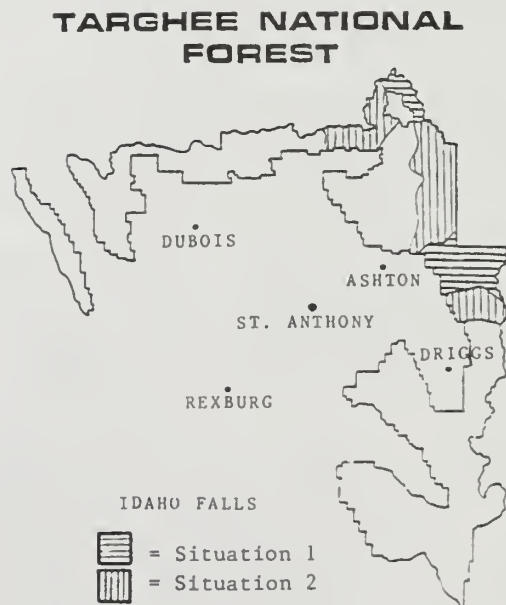 TARGHEE NATIONAL
FOREST
DUBOIS
ASHTON
ST. ANTHONY
DRIGGS
REXBURG
IDAHO FALLS
= Situation 1
= Situation 2